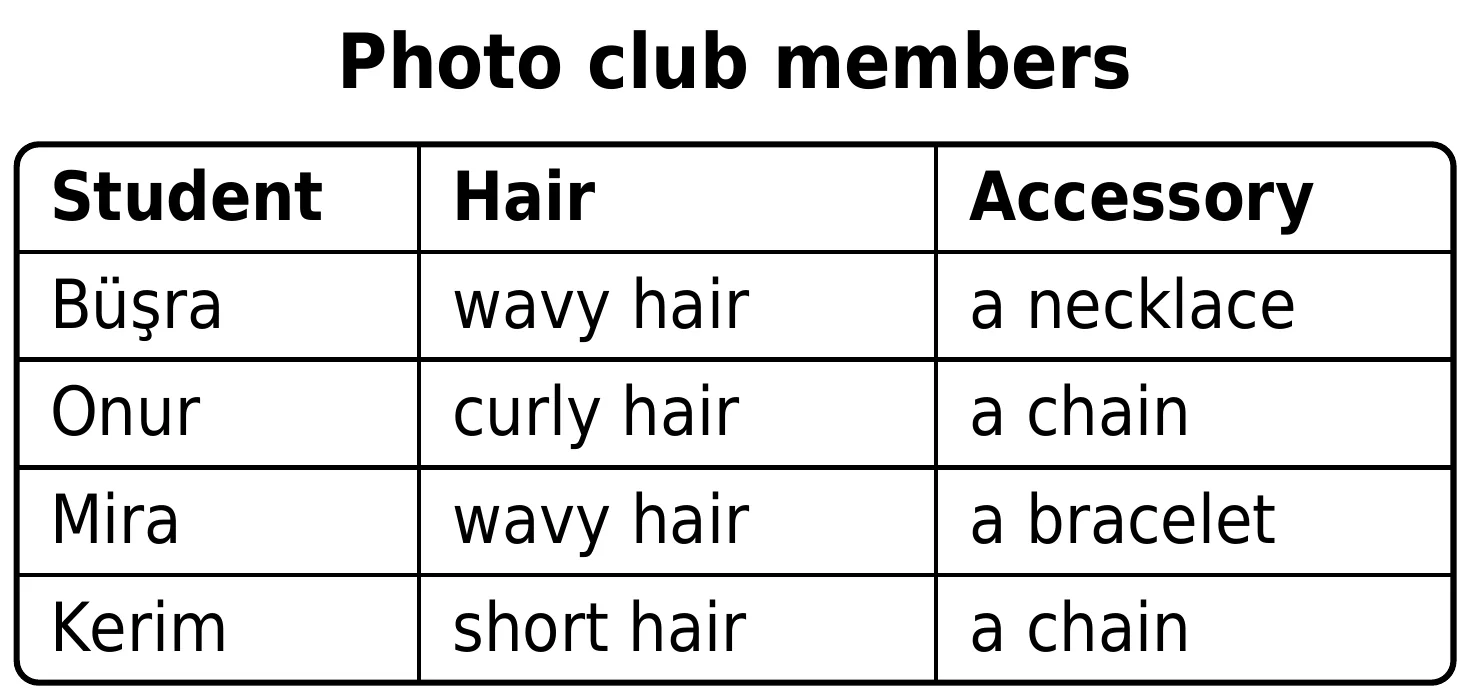 Photo club members
Student Hair Accessory
Büşra wavy hair a necklace
Onur curly hair a chain
Mira wavy hair a bracelet
Kerim short hair a chain